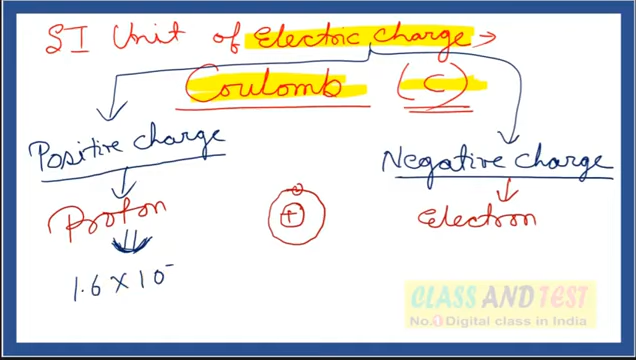 SI Unit of Electric charge →
Coulomb (C)
Positive charge
Negative Charge
Proton
+
Electron
1.6 × 10⁻
CLASS AND TEST
No.1 Digital class in India